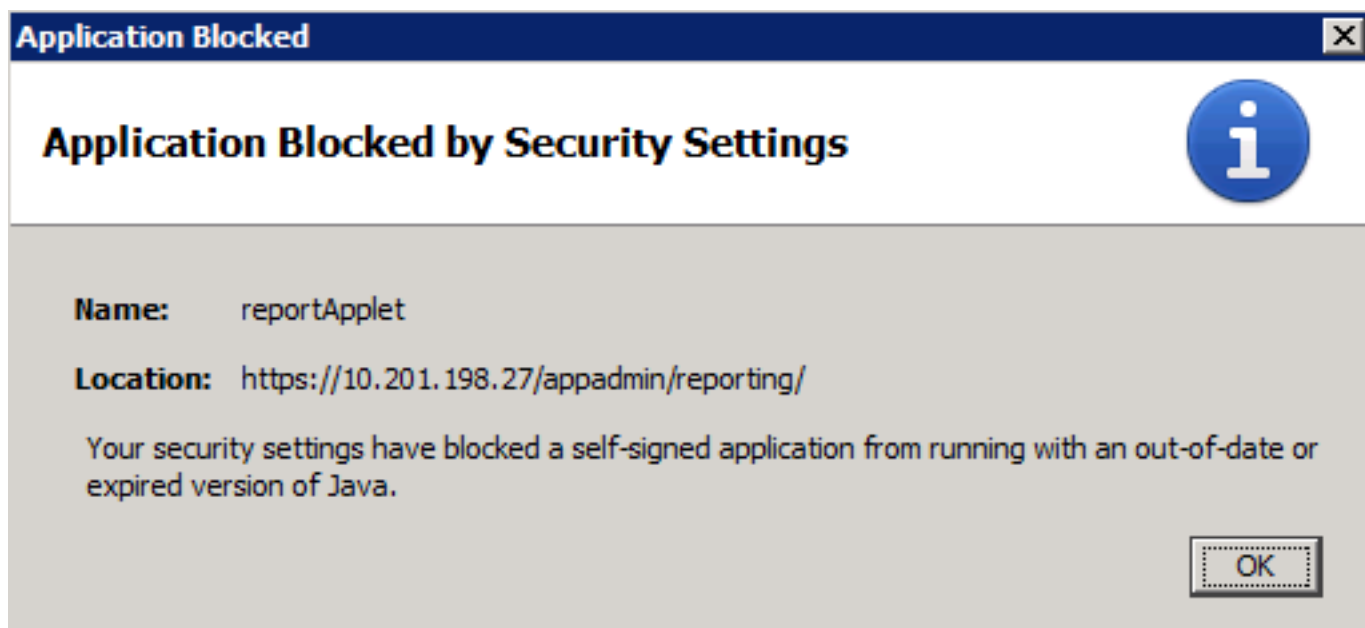 Application Blocked
Application Blocked by Security Settings
Name: reportApplet
Location: https://10.201.198.27/appadmin/reporting/
Your security settings have blocked a self-signed application from running with an out-of-date or
expired version of Java.
OK